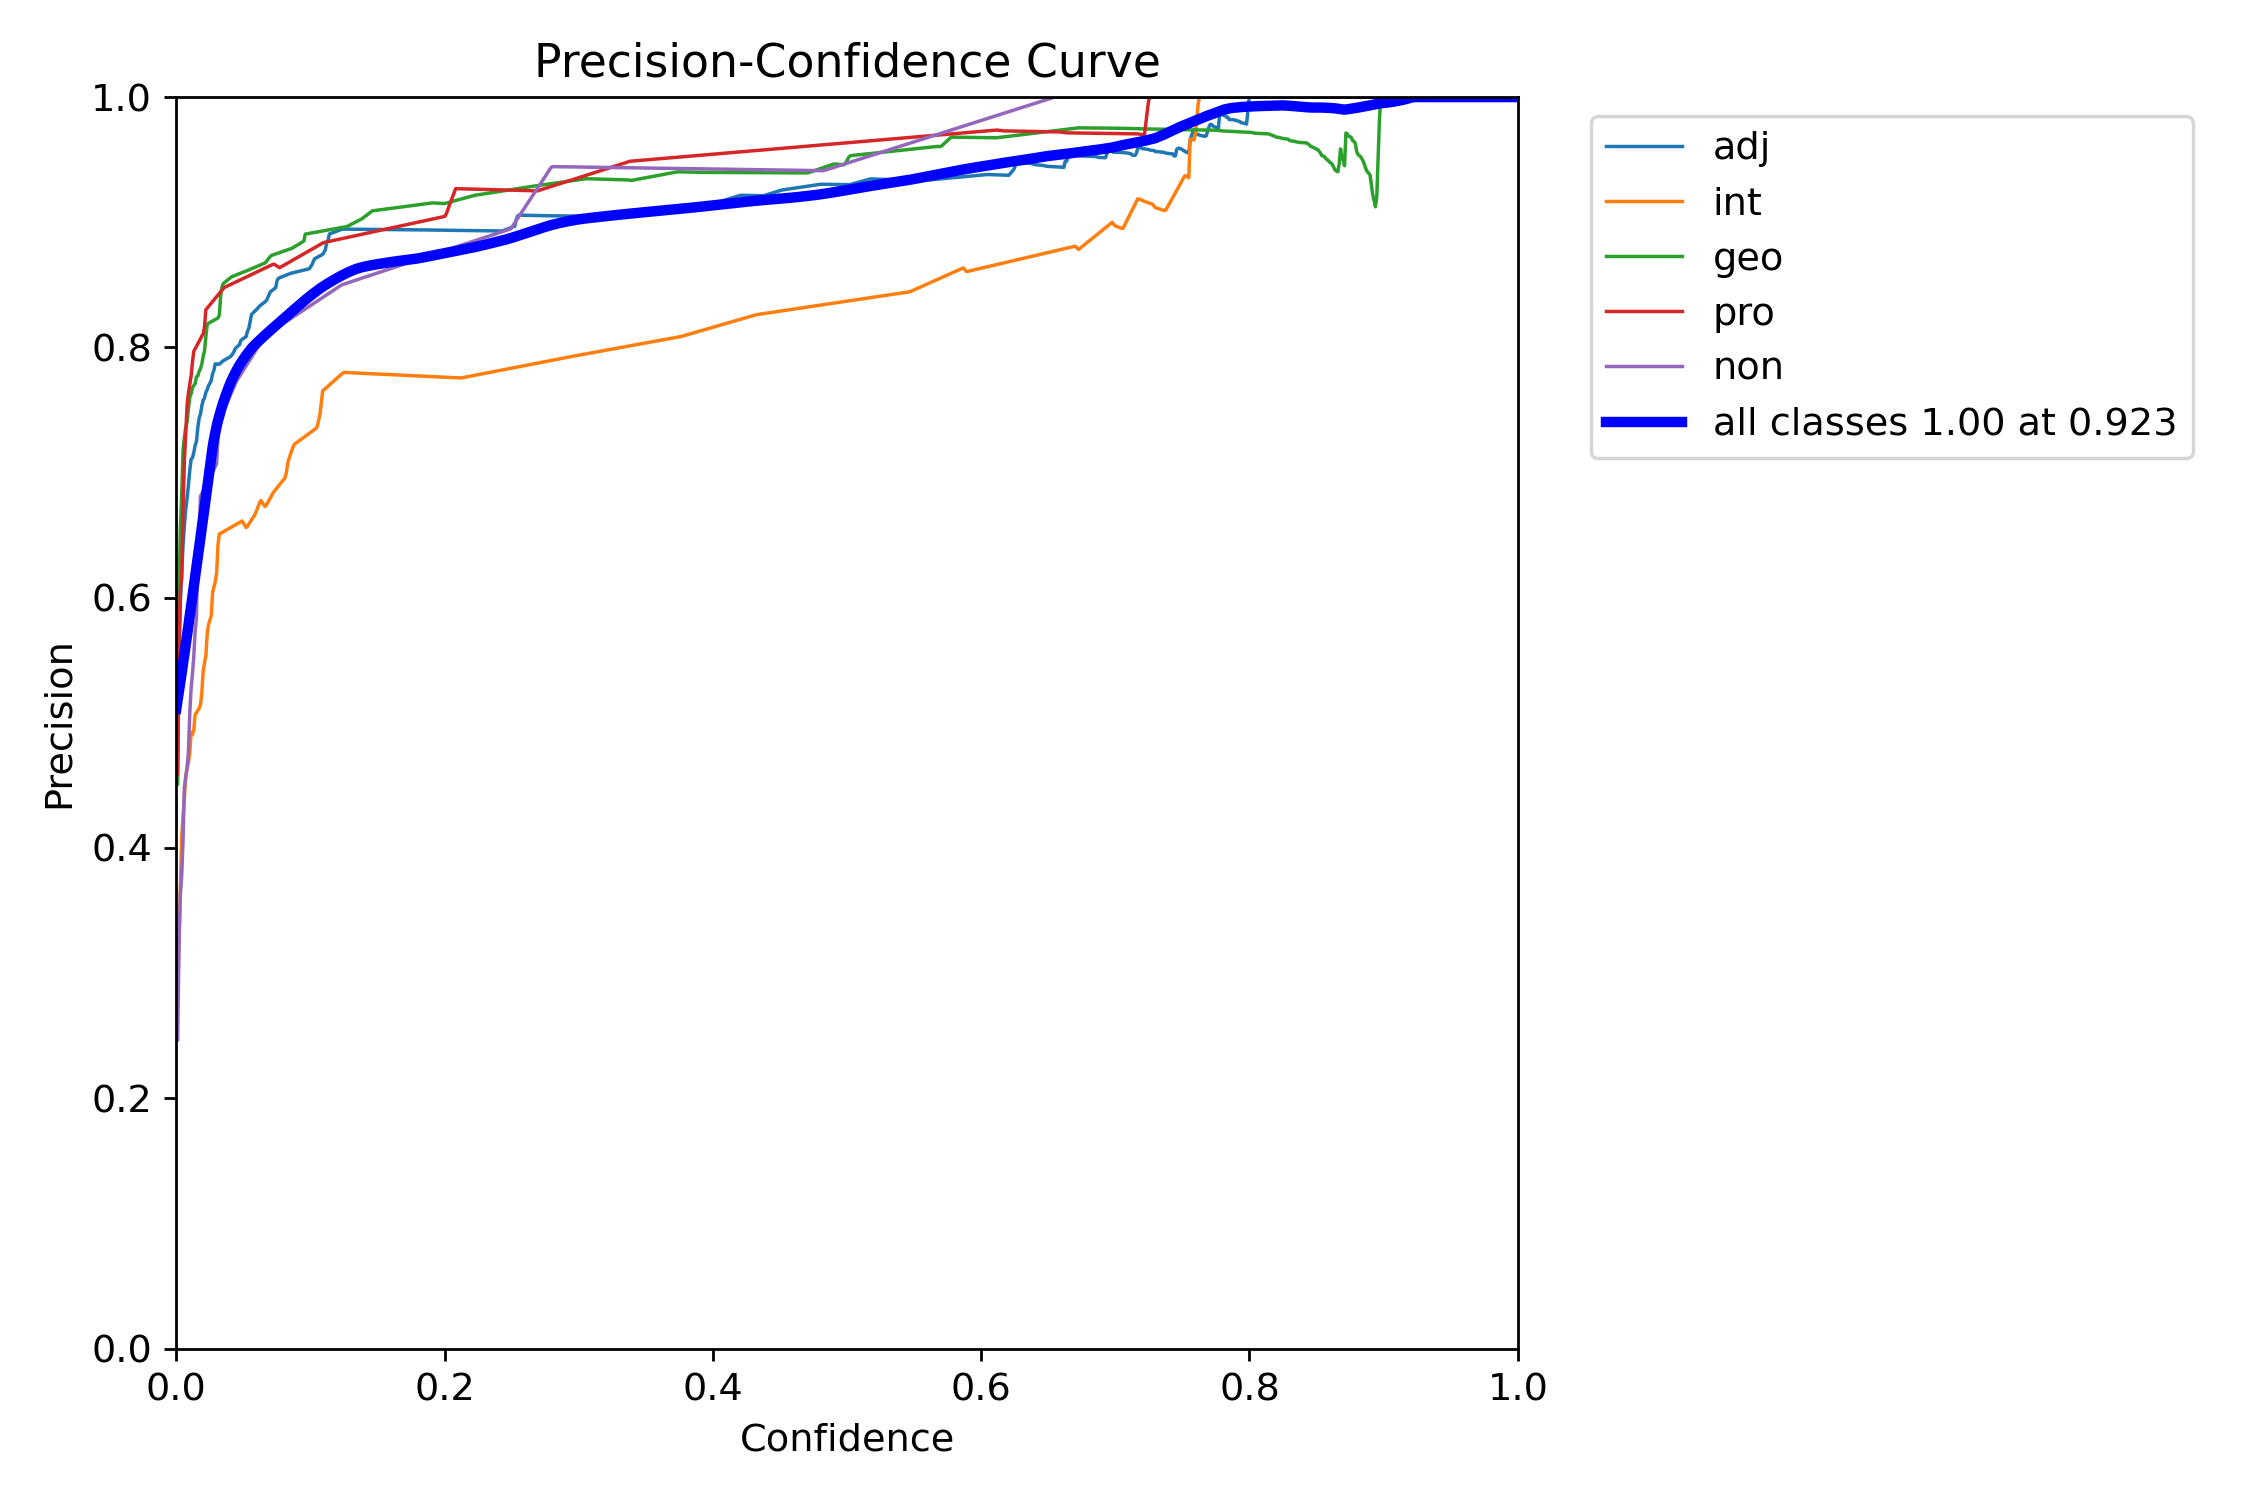 Precision-Confidence Curve
1.0
0.8
0.6
0.4
0.2
0.0
Precision
0.0 0.2 0.4 0.6 0.8 1.0
Confidence
adj
int
geo
pro
non
all classes 1.00 at 0.923